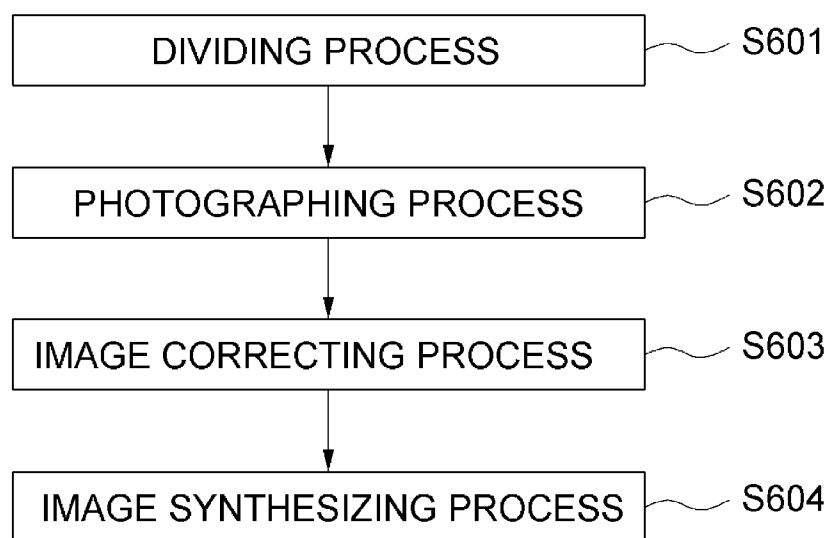 DIVIDING PROCESS S601
PHOTOGRAPHING PROCESS S602
IMAGE CORRECTING PROCESS S603
IMAGE SYNTHESIZING PROCESS S604